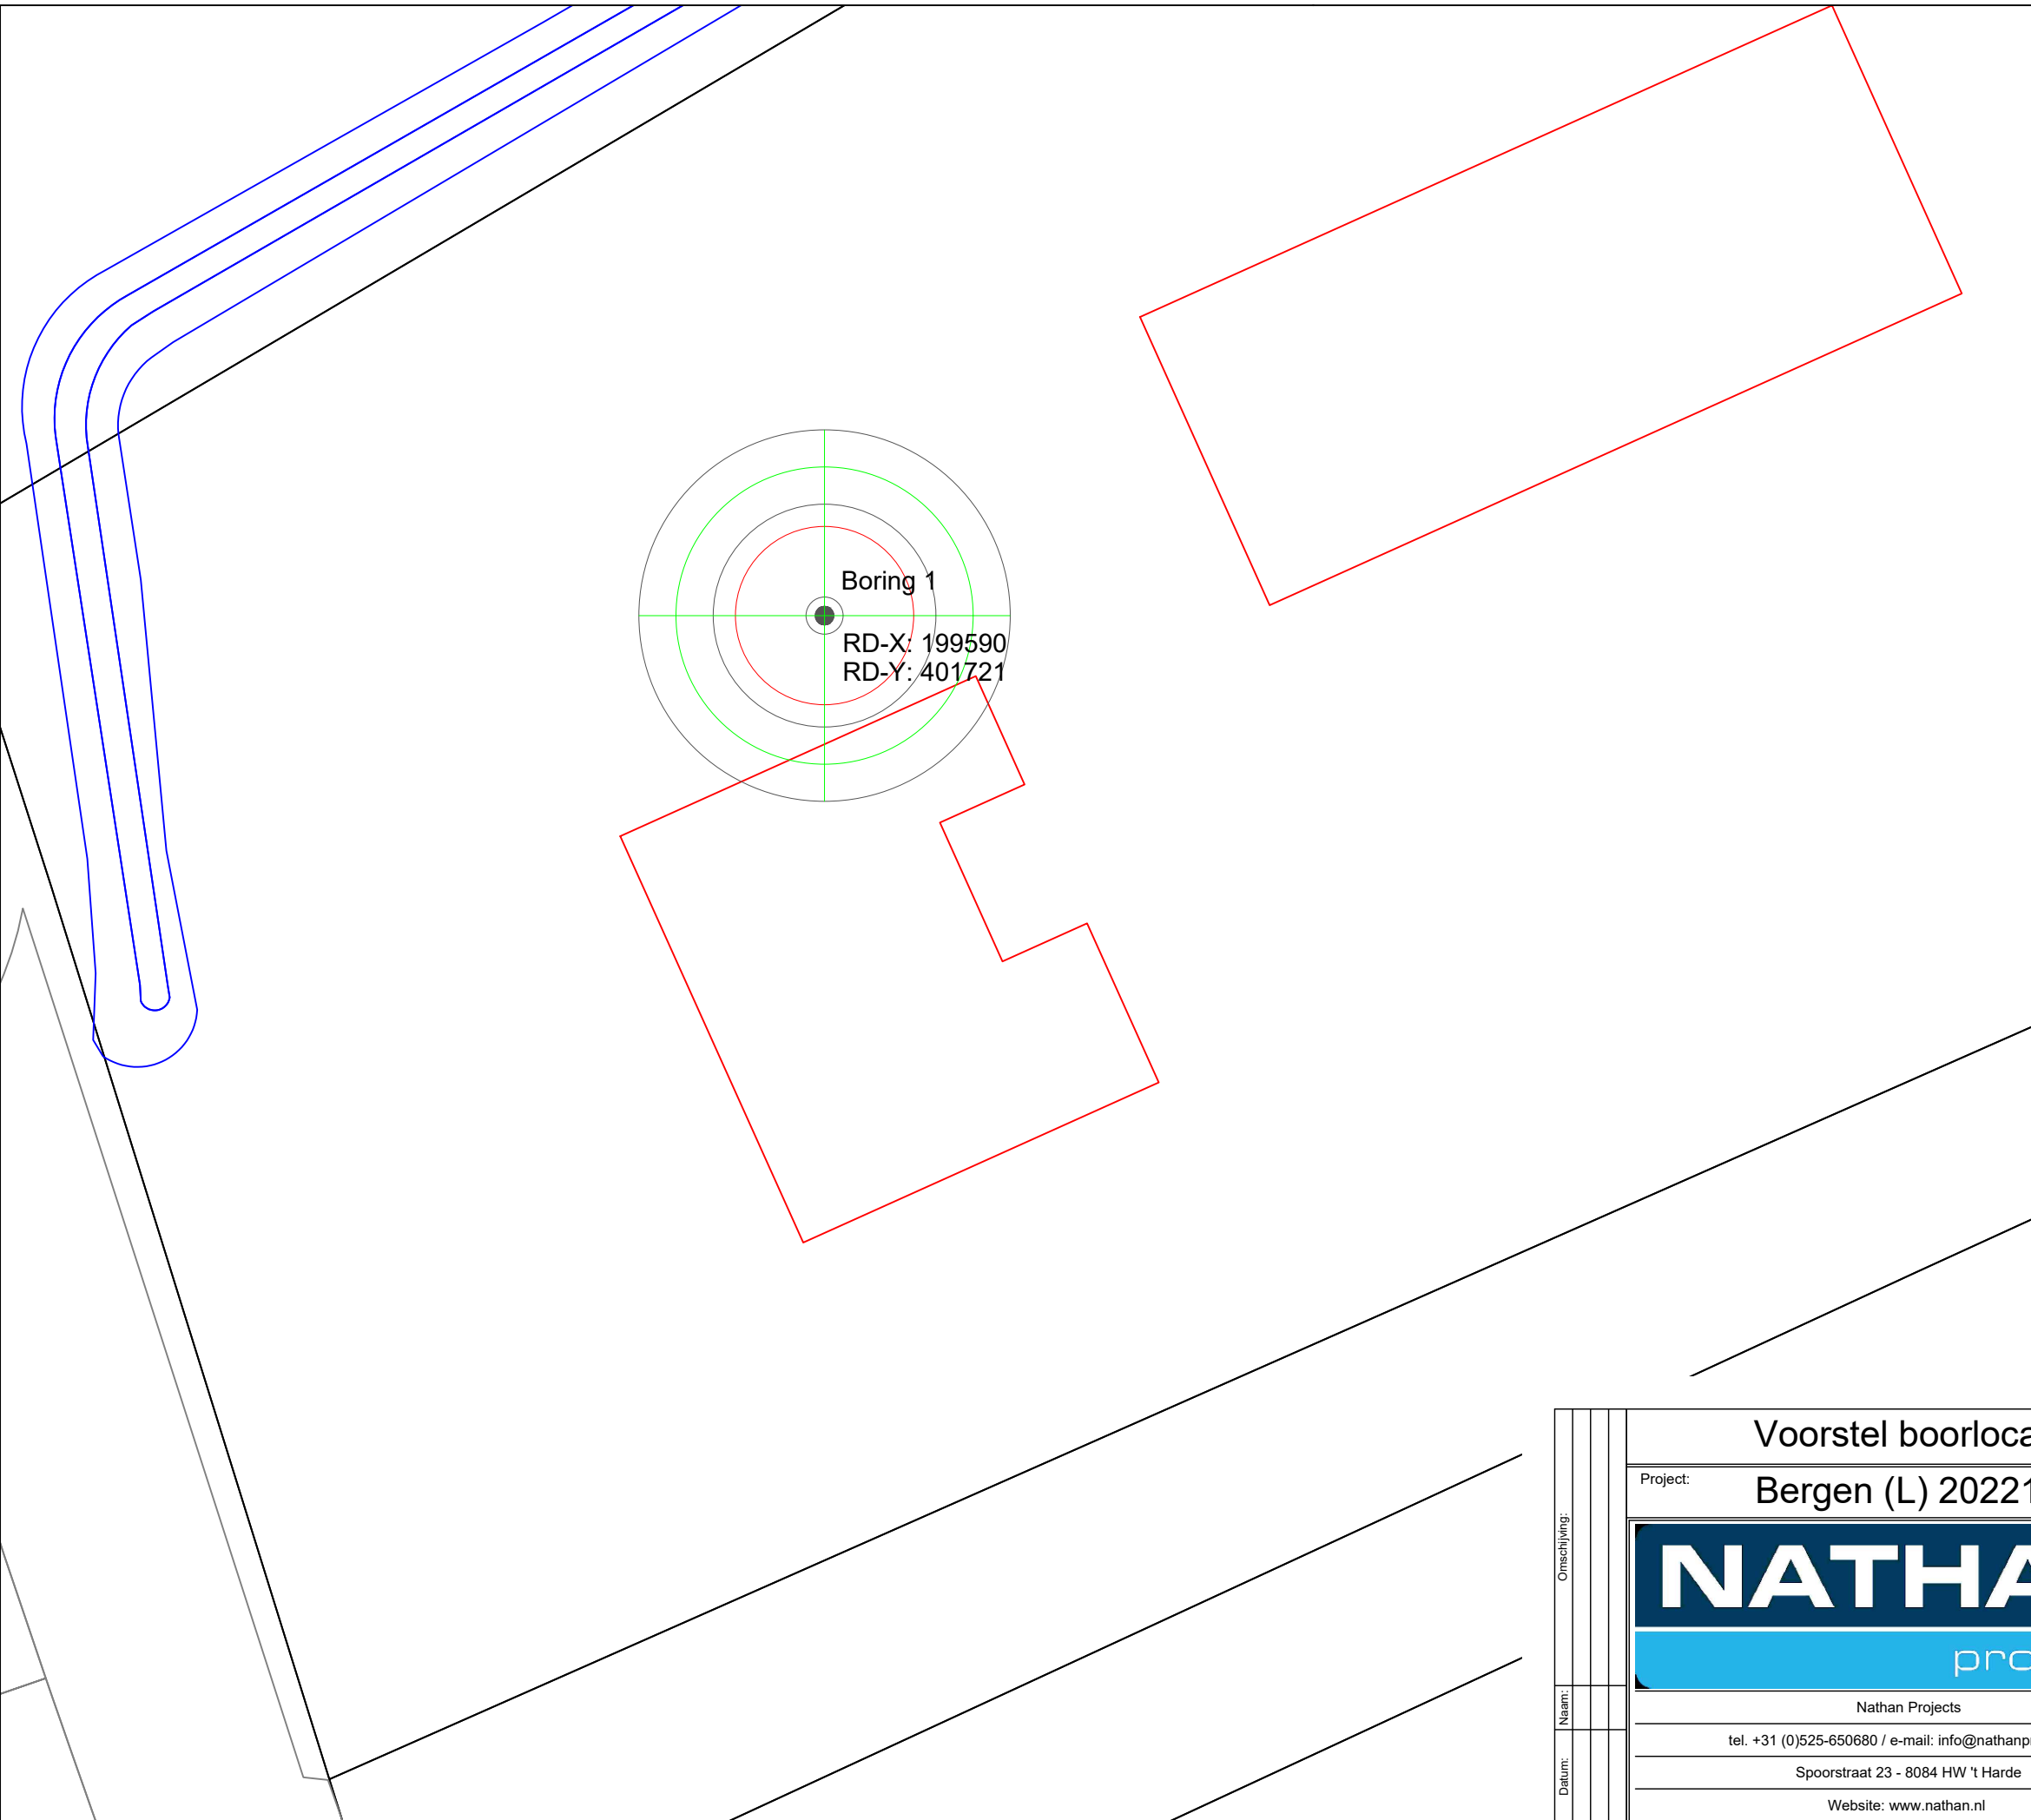 Boring 1
RD-X: 199590
RD-Y: 401721
Voorstel boorloca
Project:
Bergen (L) 20221
Omschijving:
NATHA
pro
Naam:
Nathan Projects
tel. +31 (0)525-650680 / e-mail: info@nathanp
Datum:
Spoorstraat 23 - 8084 HW 't Harde
Website: www.nathan.nl